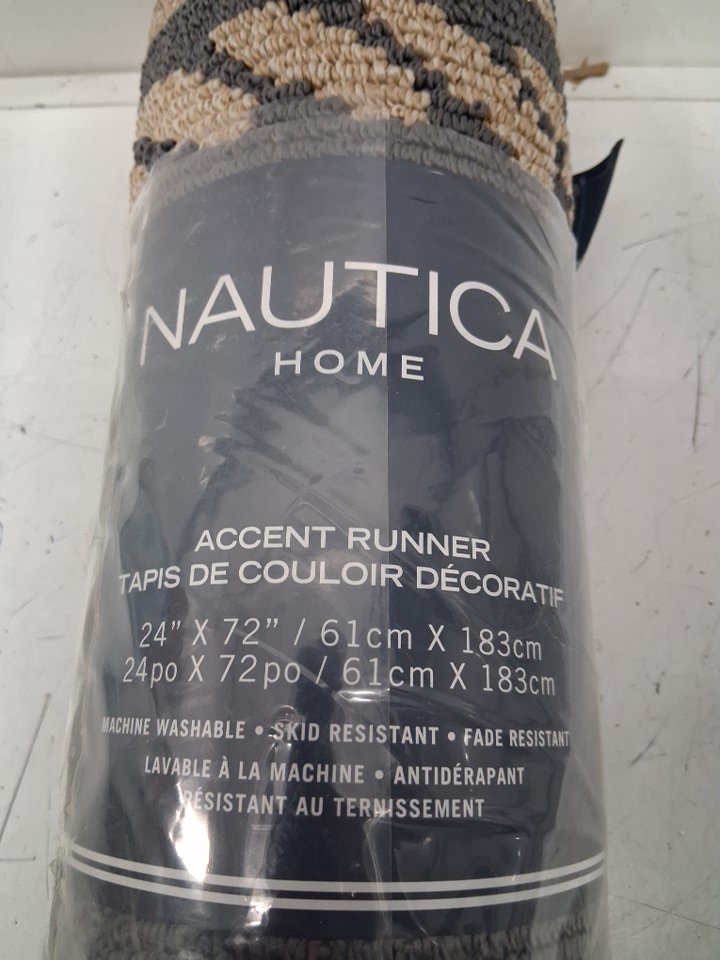 NAUTICA
HOME
ACCENT RUNNER
TAPIS DE COULOIR DÉCORATIF
24” X 72” / 61cm X 183cm
24po X 72po / 61cm X 183cm
MACHINE WASHABLE • SKID RESISTANT • FADE RESISTANT
LAVABLE À LA MACHINE • ANTIDÉRAPANT
RÉSISTANT AU TERNISSEMENT